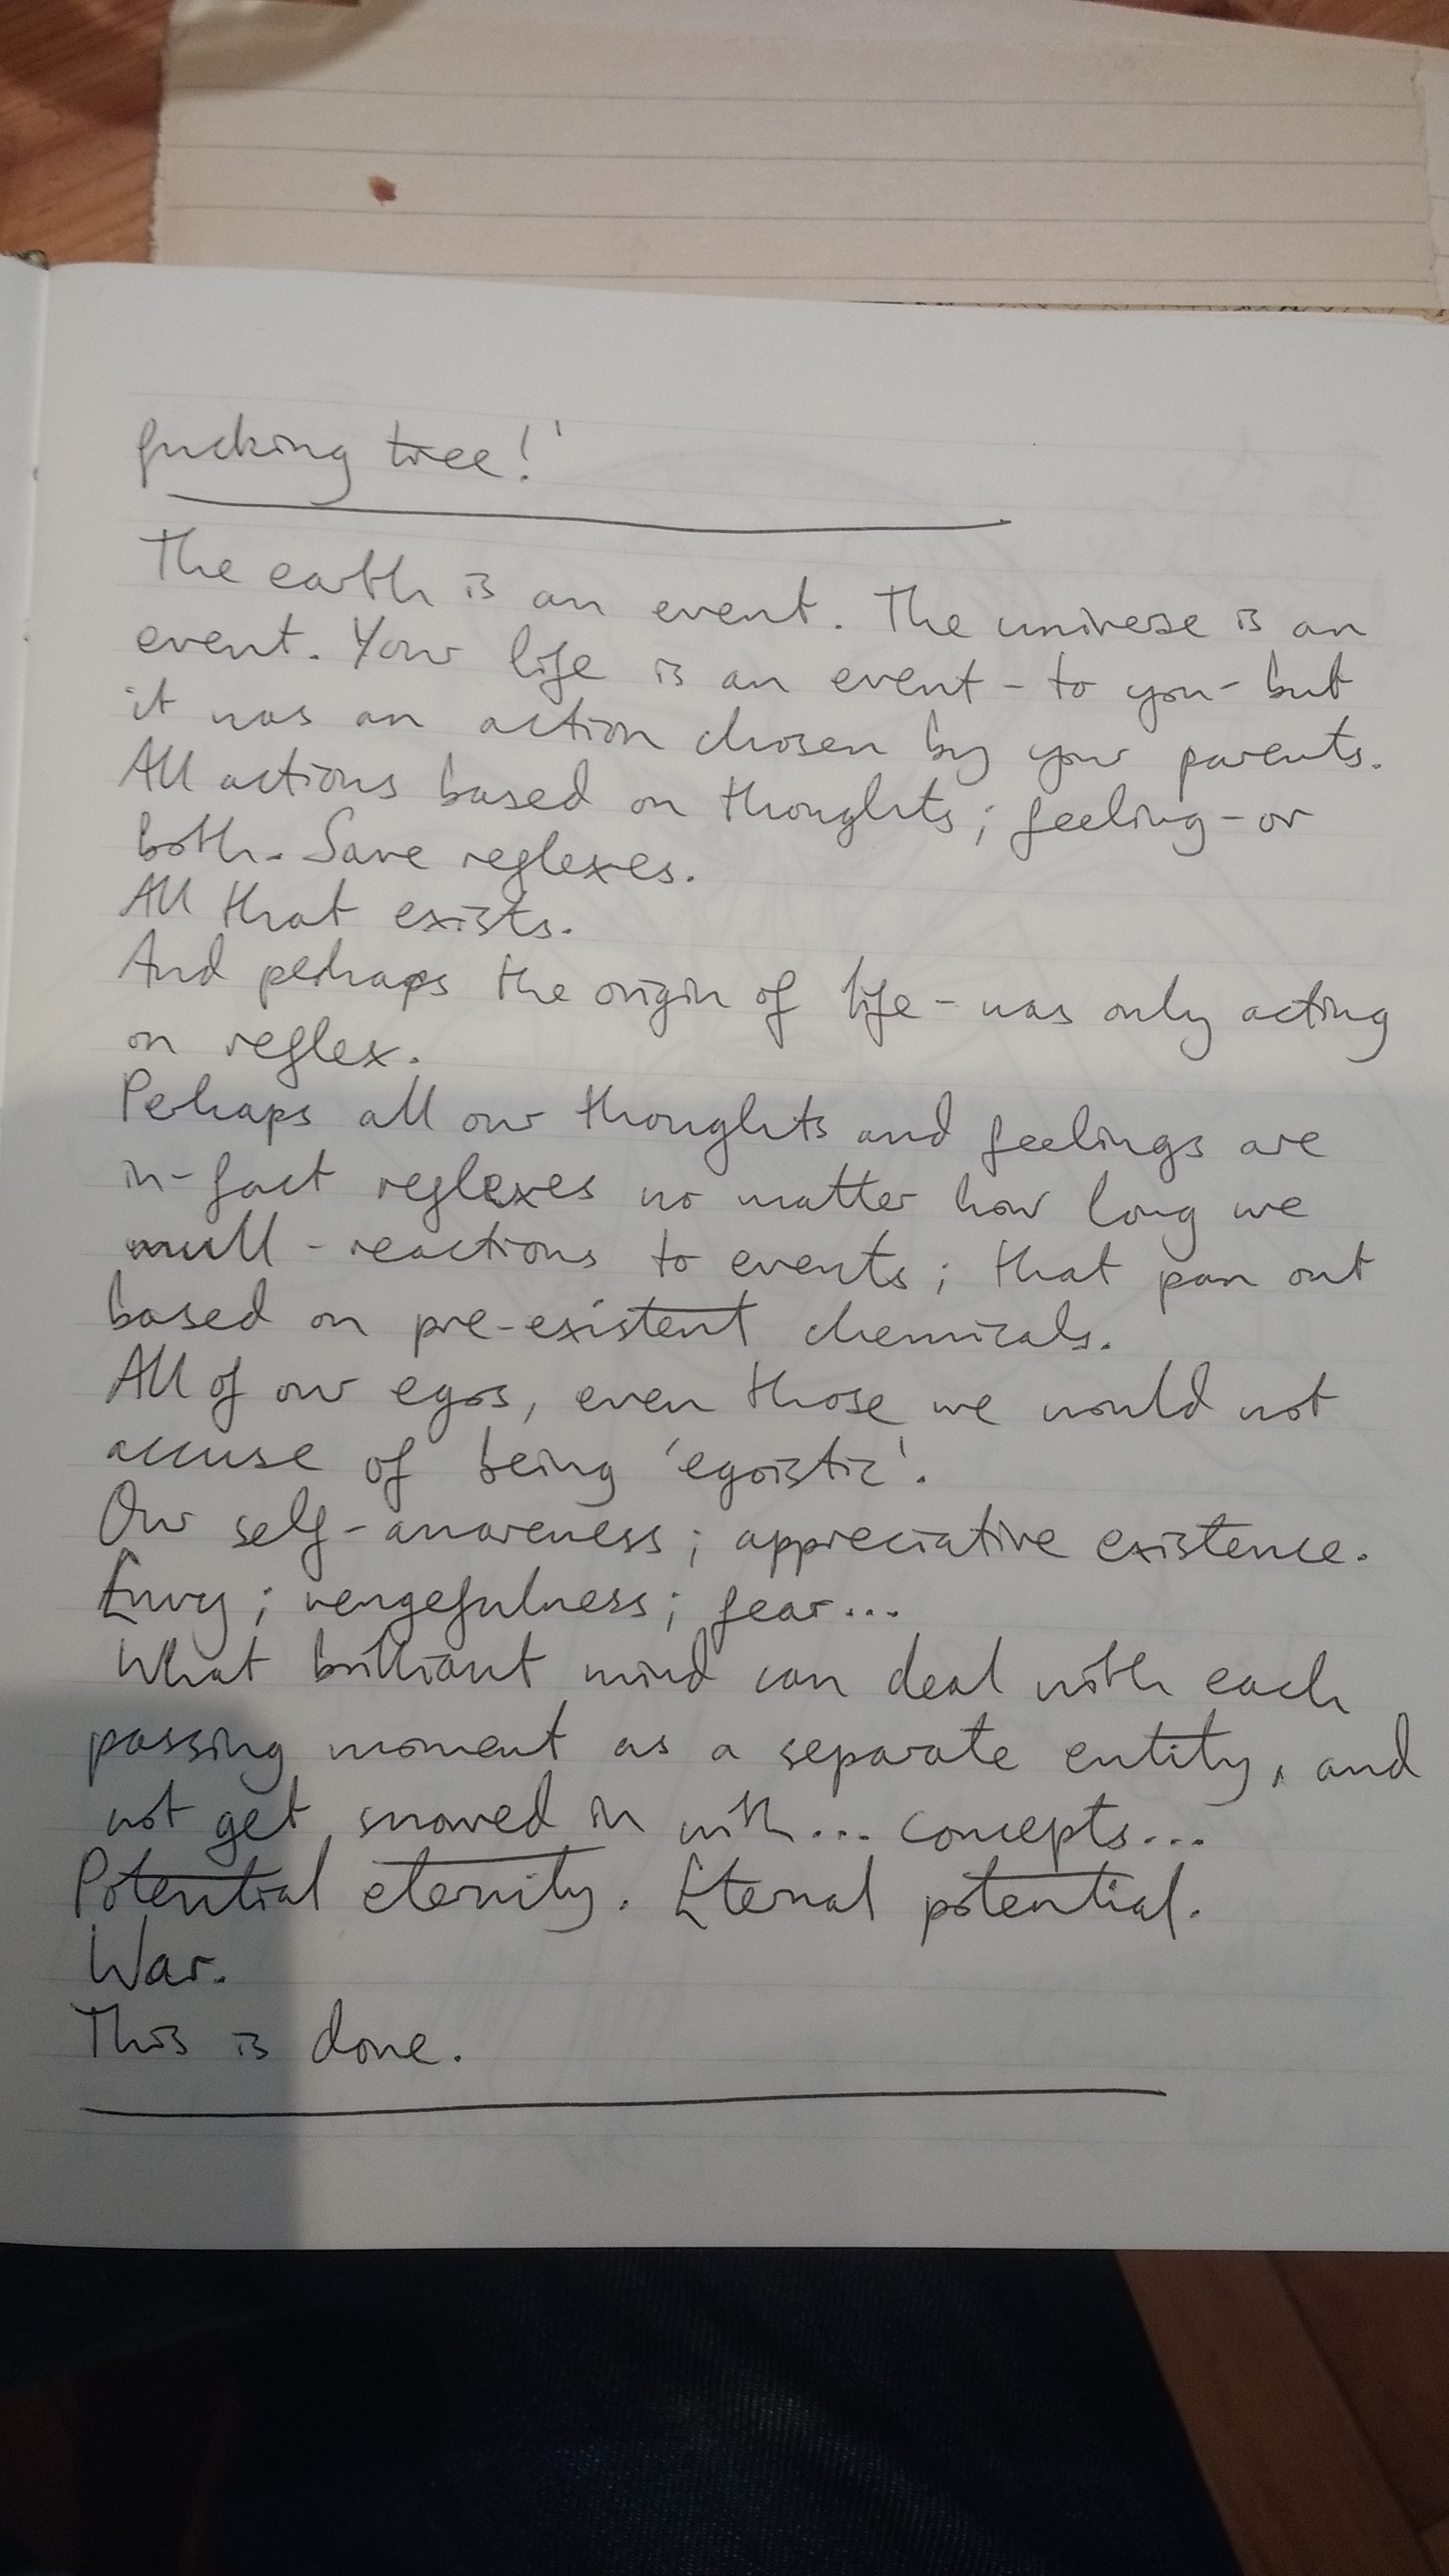 fucking tree!'
The earth is an event. The universe is an
event. Your life is an event - to you - but
it was an action chosen by your parents.
All actions based on thoughts; feeling - or
both. Save reflexes.
All that exists.
And perhaps the origin of life - was only acting
on reflex.
Perhaps all our thoughts and feelings are
in-fact reflexes no matter how long we
mull - reactions to events; that pan out
based on pre-existent chemicals.
All of our egos, even those we would not
accuse of being 'egoistic'.
Our self-awareness; appreciative existence.
Envy; vengefulness; fear...
What brilliant mind can deal with each
passing moment as a separate entity, and
not get snowed in with... concepts...
Potential eternity. Eternal potential.
War.
This is done.